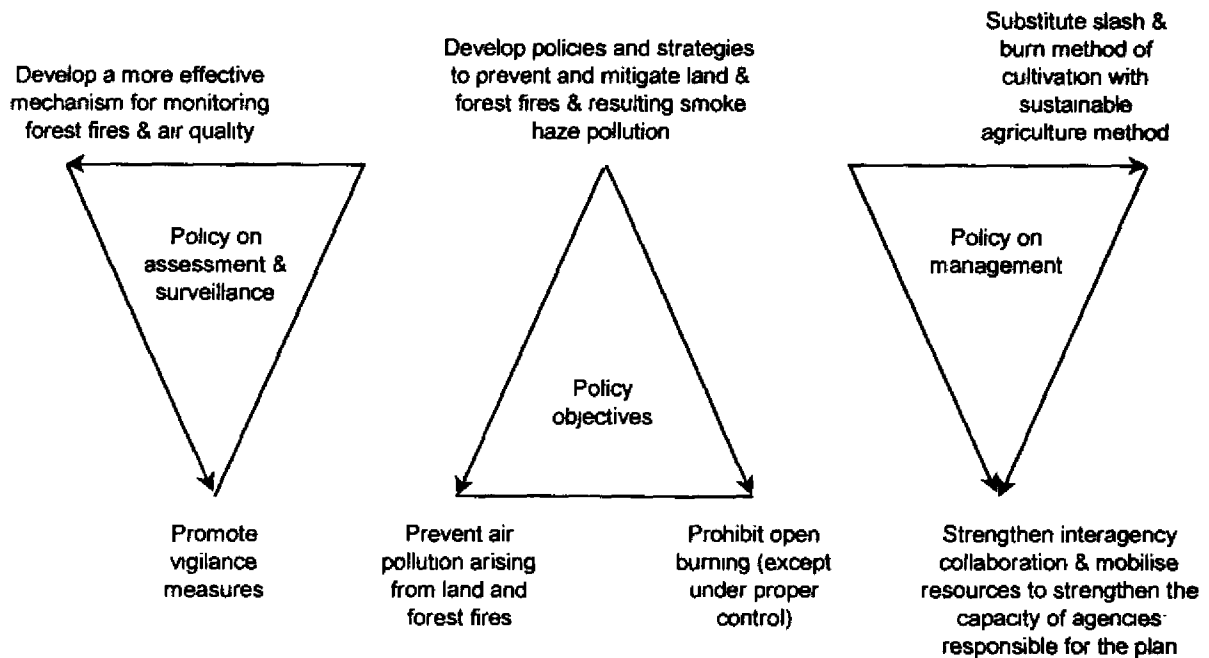 Develop a more effective
mechanism for monitoring
forest fires & air quality
Policy on
assessment &
surveillance
Promote
vigilance
measures
Develop policies and strategies
to prevent and mitigate land &
forest fires & resulting smoke
haze pollution
Policy
objectives
Prevent air
pollution arising
from land and
forest fires
Prohibit open
burning (except
under proper
control)
Substitute slash &
burn method of
cultivation with
sustainable
agriculture method
Policy on
management
Strengthen interagency
collaboration & mobilise
resources to strengthen the
capacity of agencies
responsible for the plan